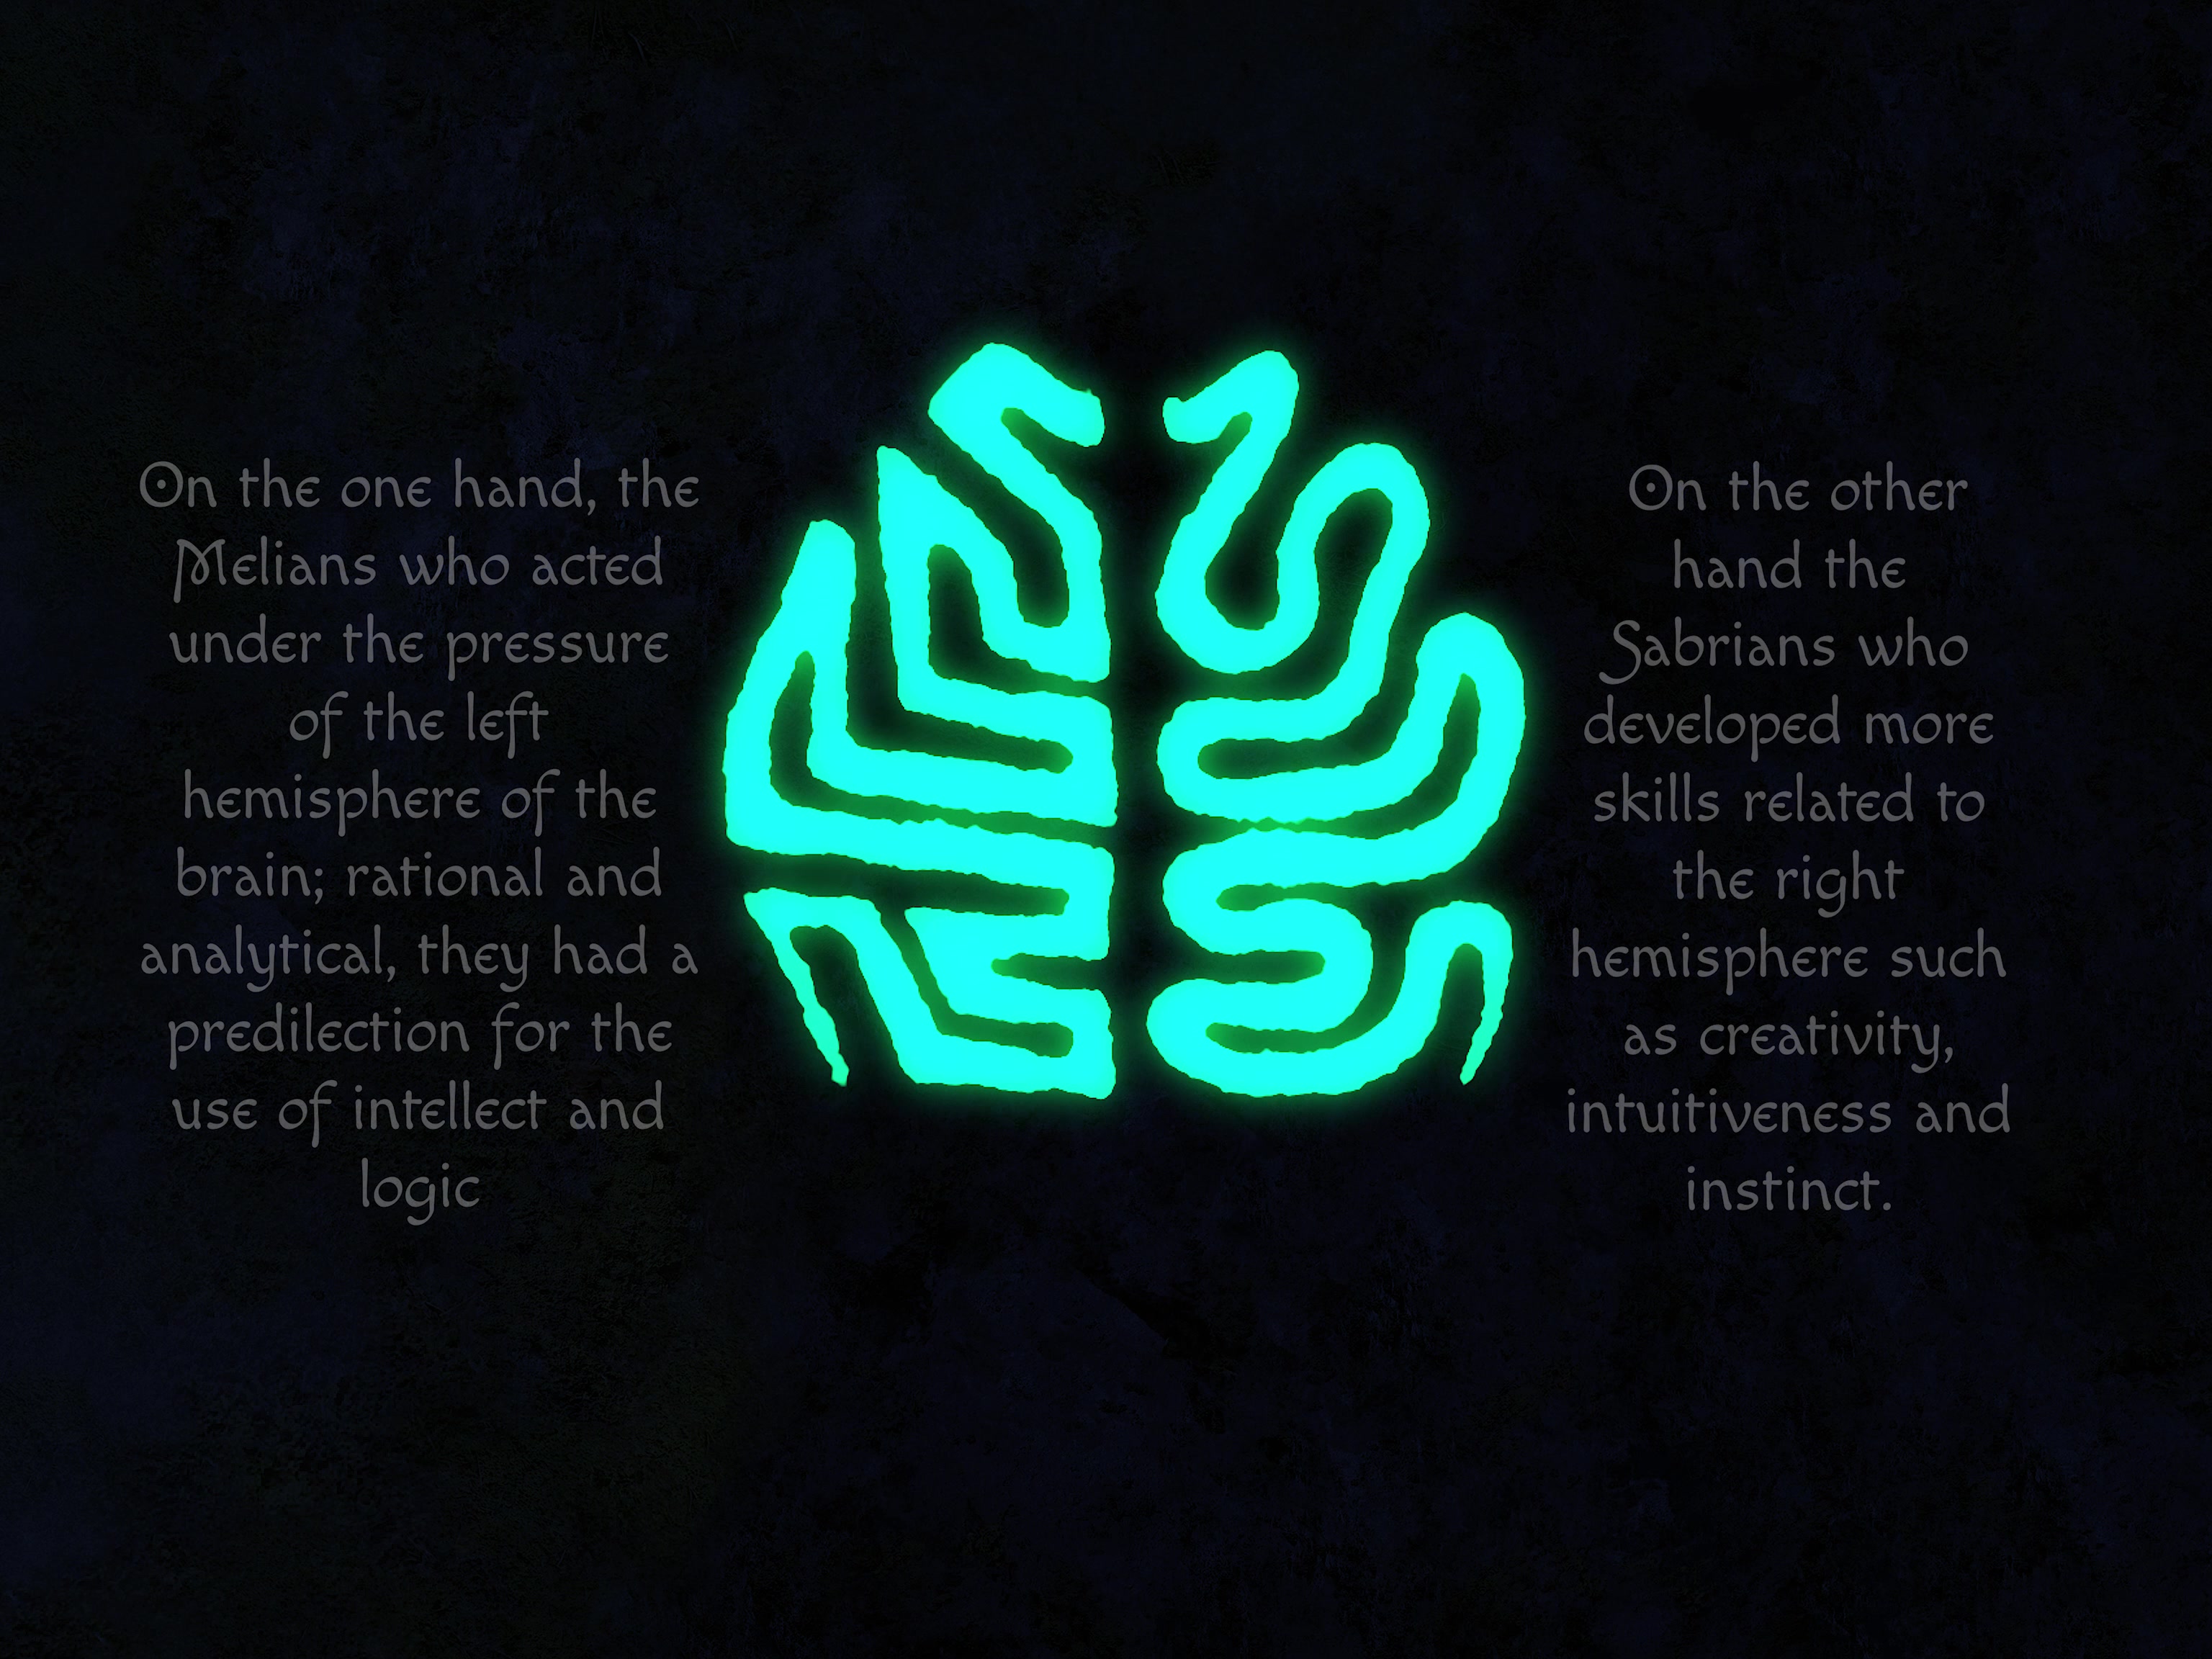 On the one hand, the
Melians who acted
under the pressure
of the left
hemisphere of the
brain; rational and
analytical, they had a
predilection for the
use of intellect and
logic
On the other
hand the
Sabrians who
developed more
skills related to
the right
hemisphere such
as creativity,
intuitiveness and
instinct.